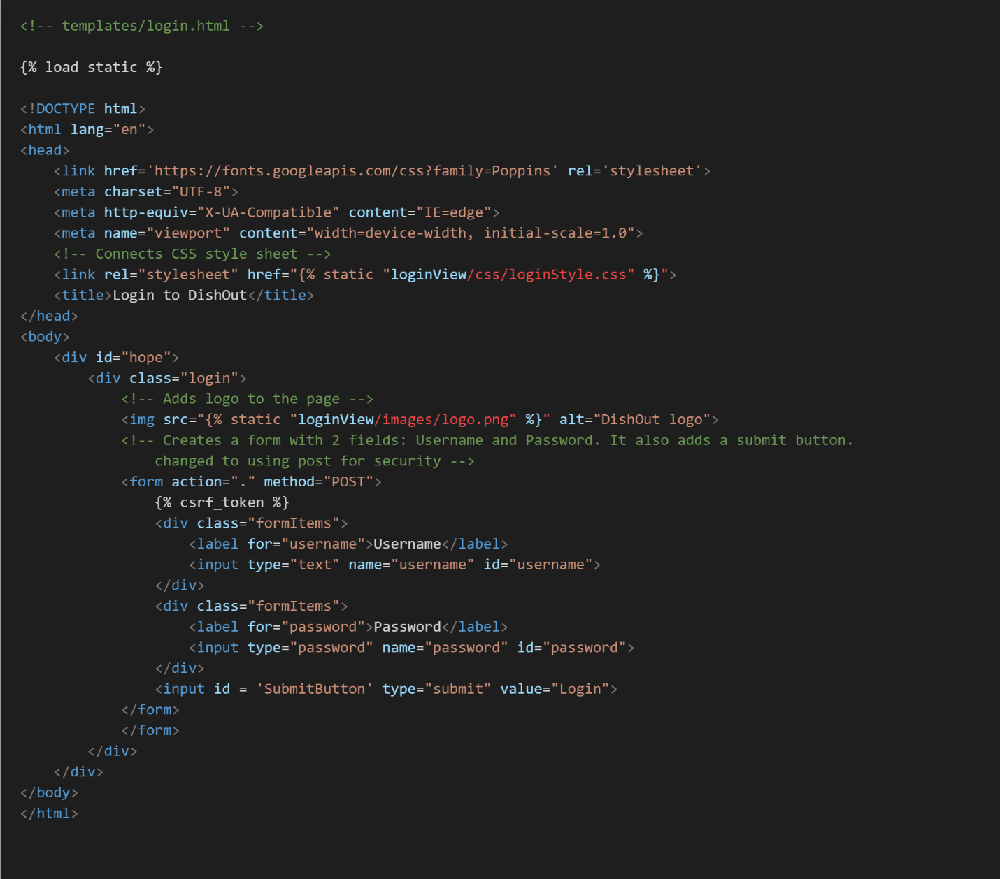 <!-- templates/login.html -->
{% load static %}
<!DOCTYPE html>
<html lang="en">
<head>
    <link href='https://fonts.googleapis.com/css?family=Poppins' rel='stylesheet'>
    <meta charset="UTF-8">
    <meta http-equiv="X-UA-Compatible" content="IE=edge">
    <meta name="viewport" content="width=device-width, initial-scale=1.0">
    <!-- Connects CSS style sheet -->
    <link rel="stylesheet" href="{% static "loginView/css/loginStyle.css" %}">
    <title>Login to DishOut</title>
</head>
<body>
    <div id="hope">
        <div class="login">
            <!-- Adds logo to the page -->
            <img src="{% static "loginView/images/logo.png" %}" alt="DishOut logo">
            <!-- Creates a form with 2 fields: Username and Password. It also adds a submit button.
                changed to using post for security -->
            <form action="." method="POST">
                {% csrf_token %}
                <div class="formItems">
                    <label for="username">Username</label>
                    <input type="text" name="username" id="username">
                </div>
                <div class="formItems">
                    <label for="password">Password</label>
                    <input type="password" name="password" id="password">
                </div>
                <input id = 'SubmitButton' type="submit" value="Login">
            </form>
            </form>
        </div>
    </div>
</body>
</html>